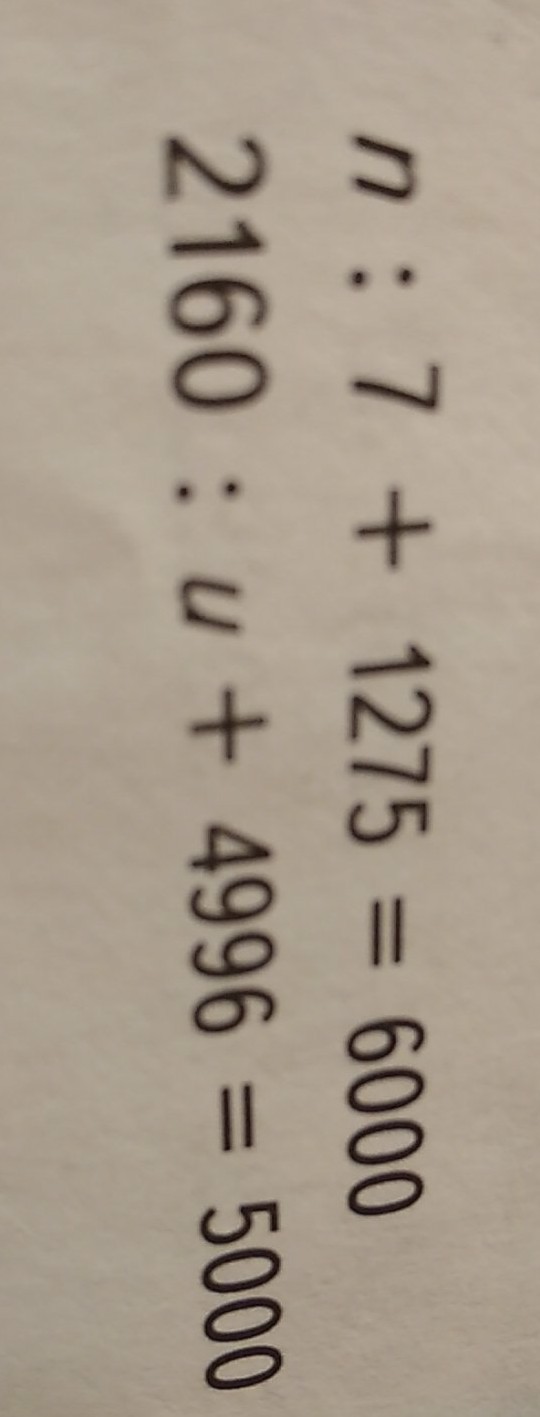 n : 7 + 1275 = 6000
2160 : u + 4996 = 5000